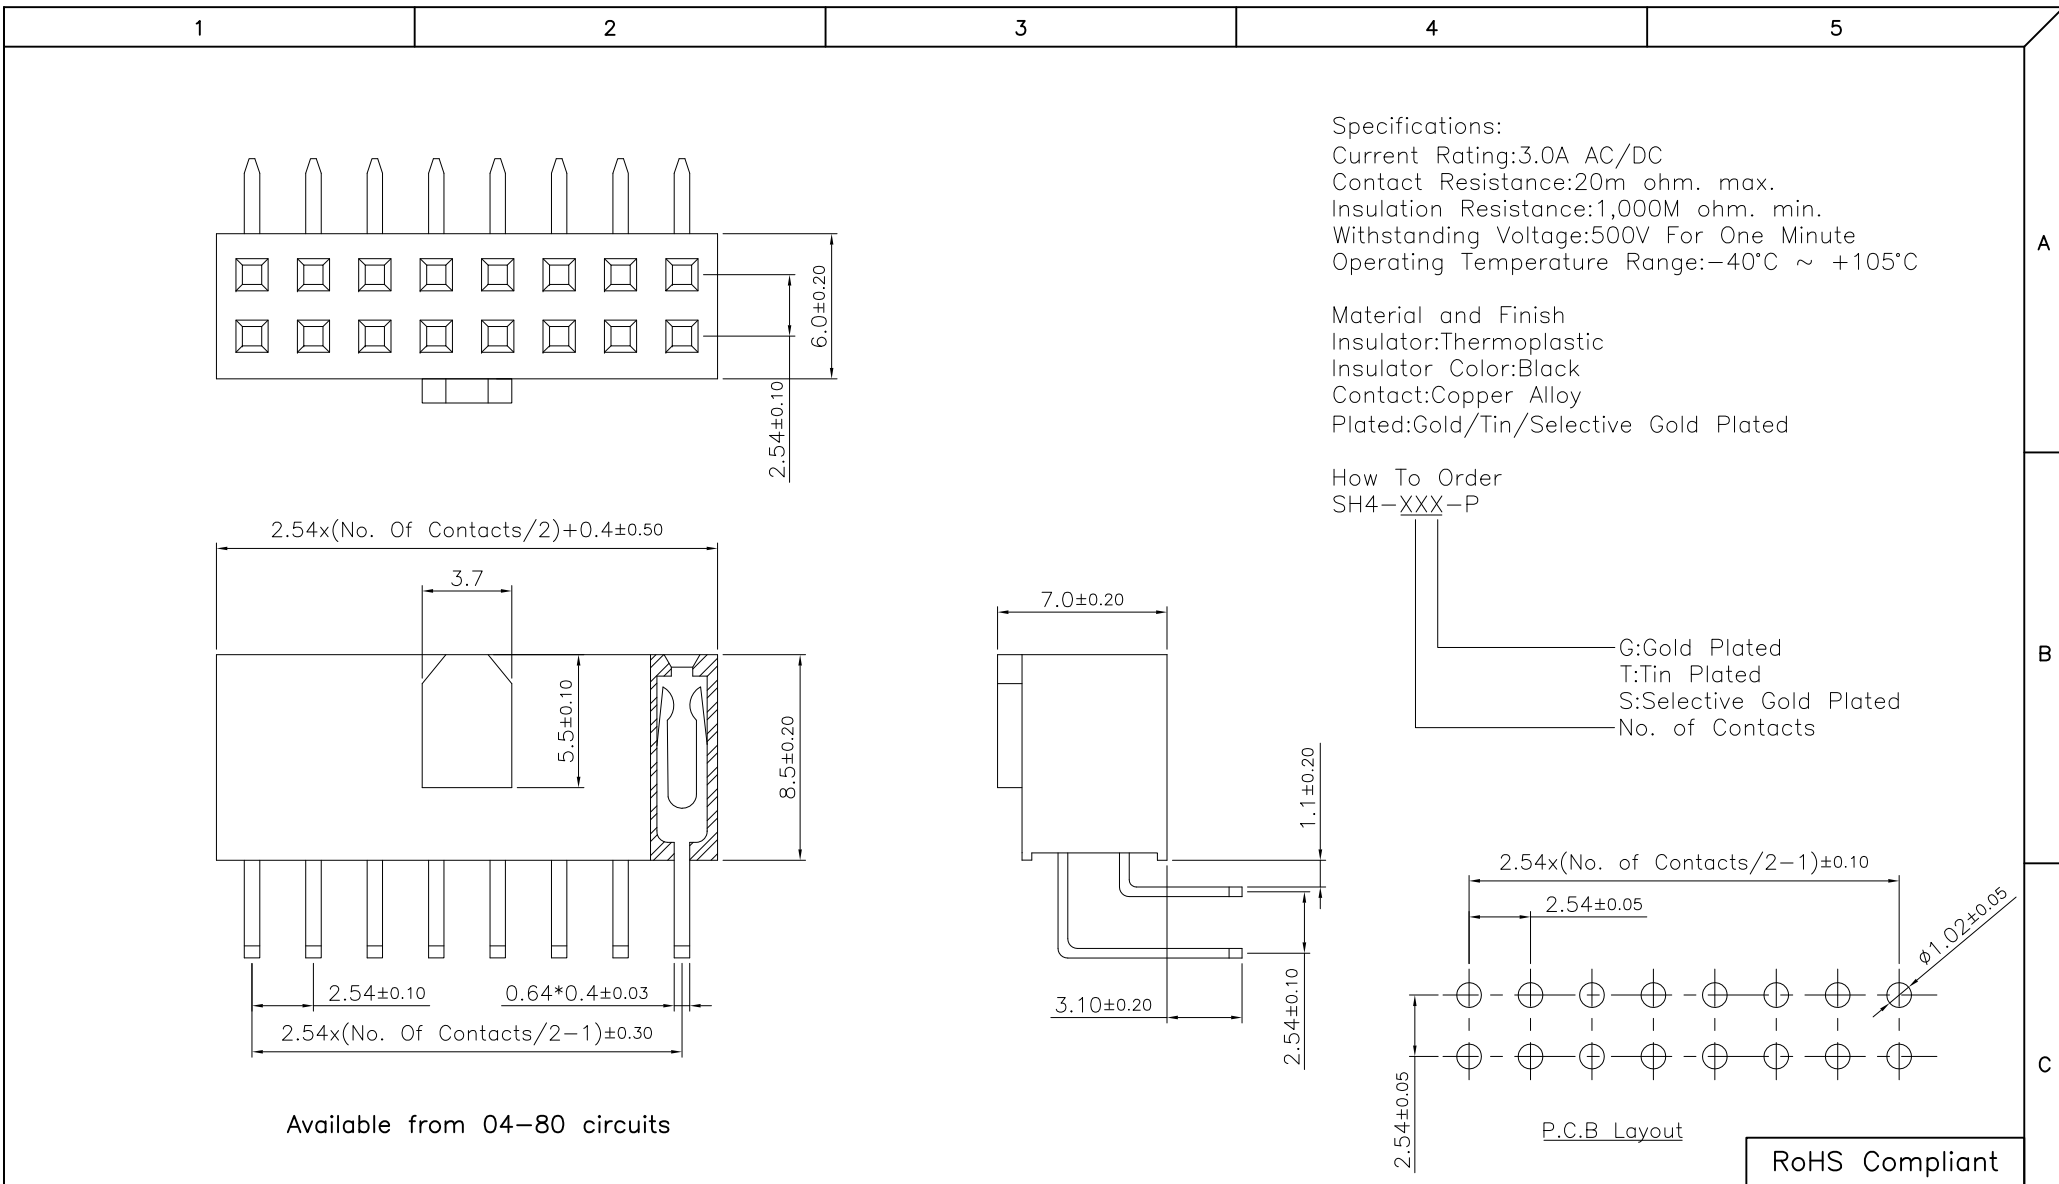 1 2 3 4 5
Specifications:
Current Rating:3.0A AC/DC
Contact Resistance:20m ohm. max.
Insulation Resistance:1,000M ohm. min.
Withstanding Voltage:500V For One Minute
Operating Temperature Range:-40°C ~ +105°C
A
6.0±0.20
2.54±0.10
Material and Finish
Insulator:Thermoplastic
Insulator Color:Black
Contact:Copper Alloy
Plated:Gold/Tin/Selective Gold Plated
How To Order
SH4-XXX-P
G:Gold Plated
T:Tin Plated
S:Selective Gold Plated
No. of Contacts
B
2.54x(No. Of Contacts/2)+0.4±0.50
3.7
5.5±0.10
8.5±0.20
2.54±0.10
0.64*0.4±0.03
2.54x(No. Of Contacts/2-1)±0.30
7.0±0.20
1.1±0.20
3.10±0.20
2.54±0.10
2.54x(No. of Contacts/2-1)±0.10
2.54±0.05
ø1.02±0.05
2.54±0.05
C
Available from 04-80 circuits
P.C.B Layout
RoHS Compliant